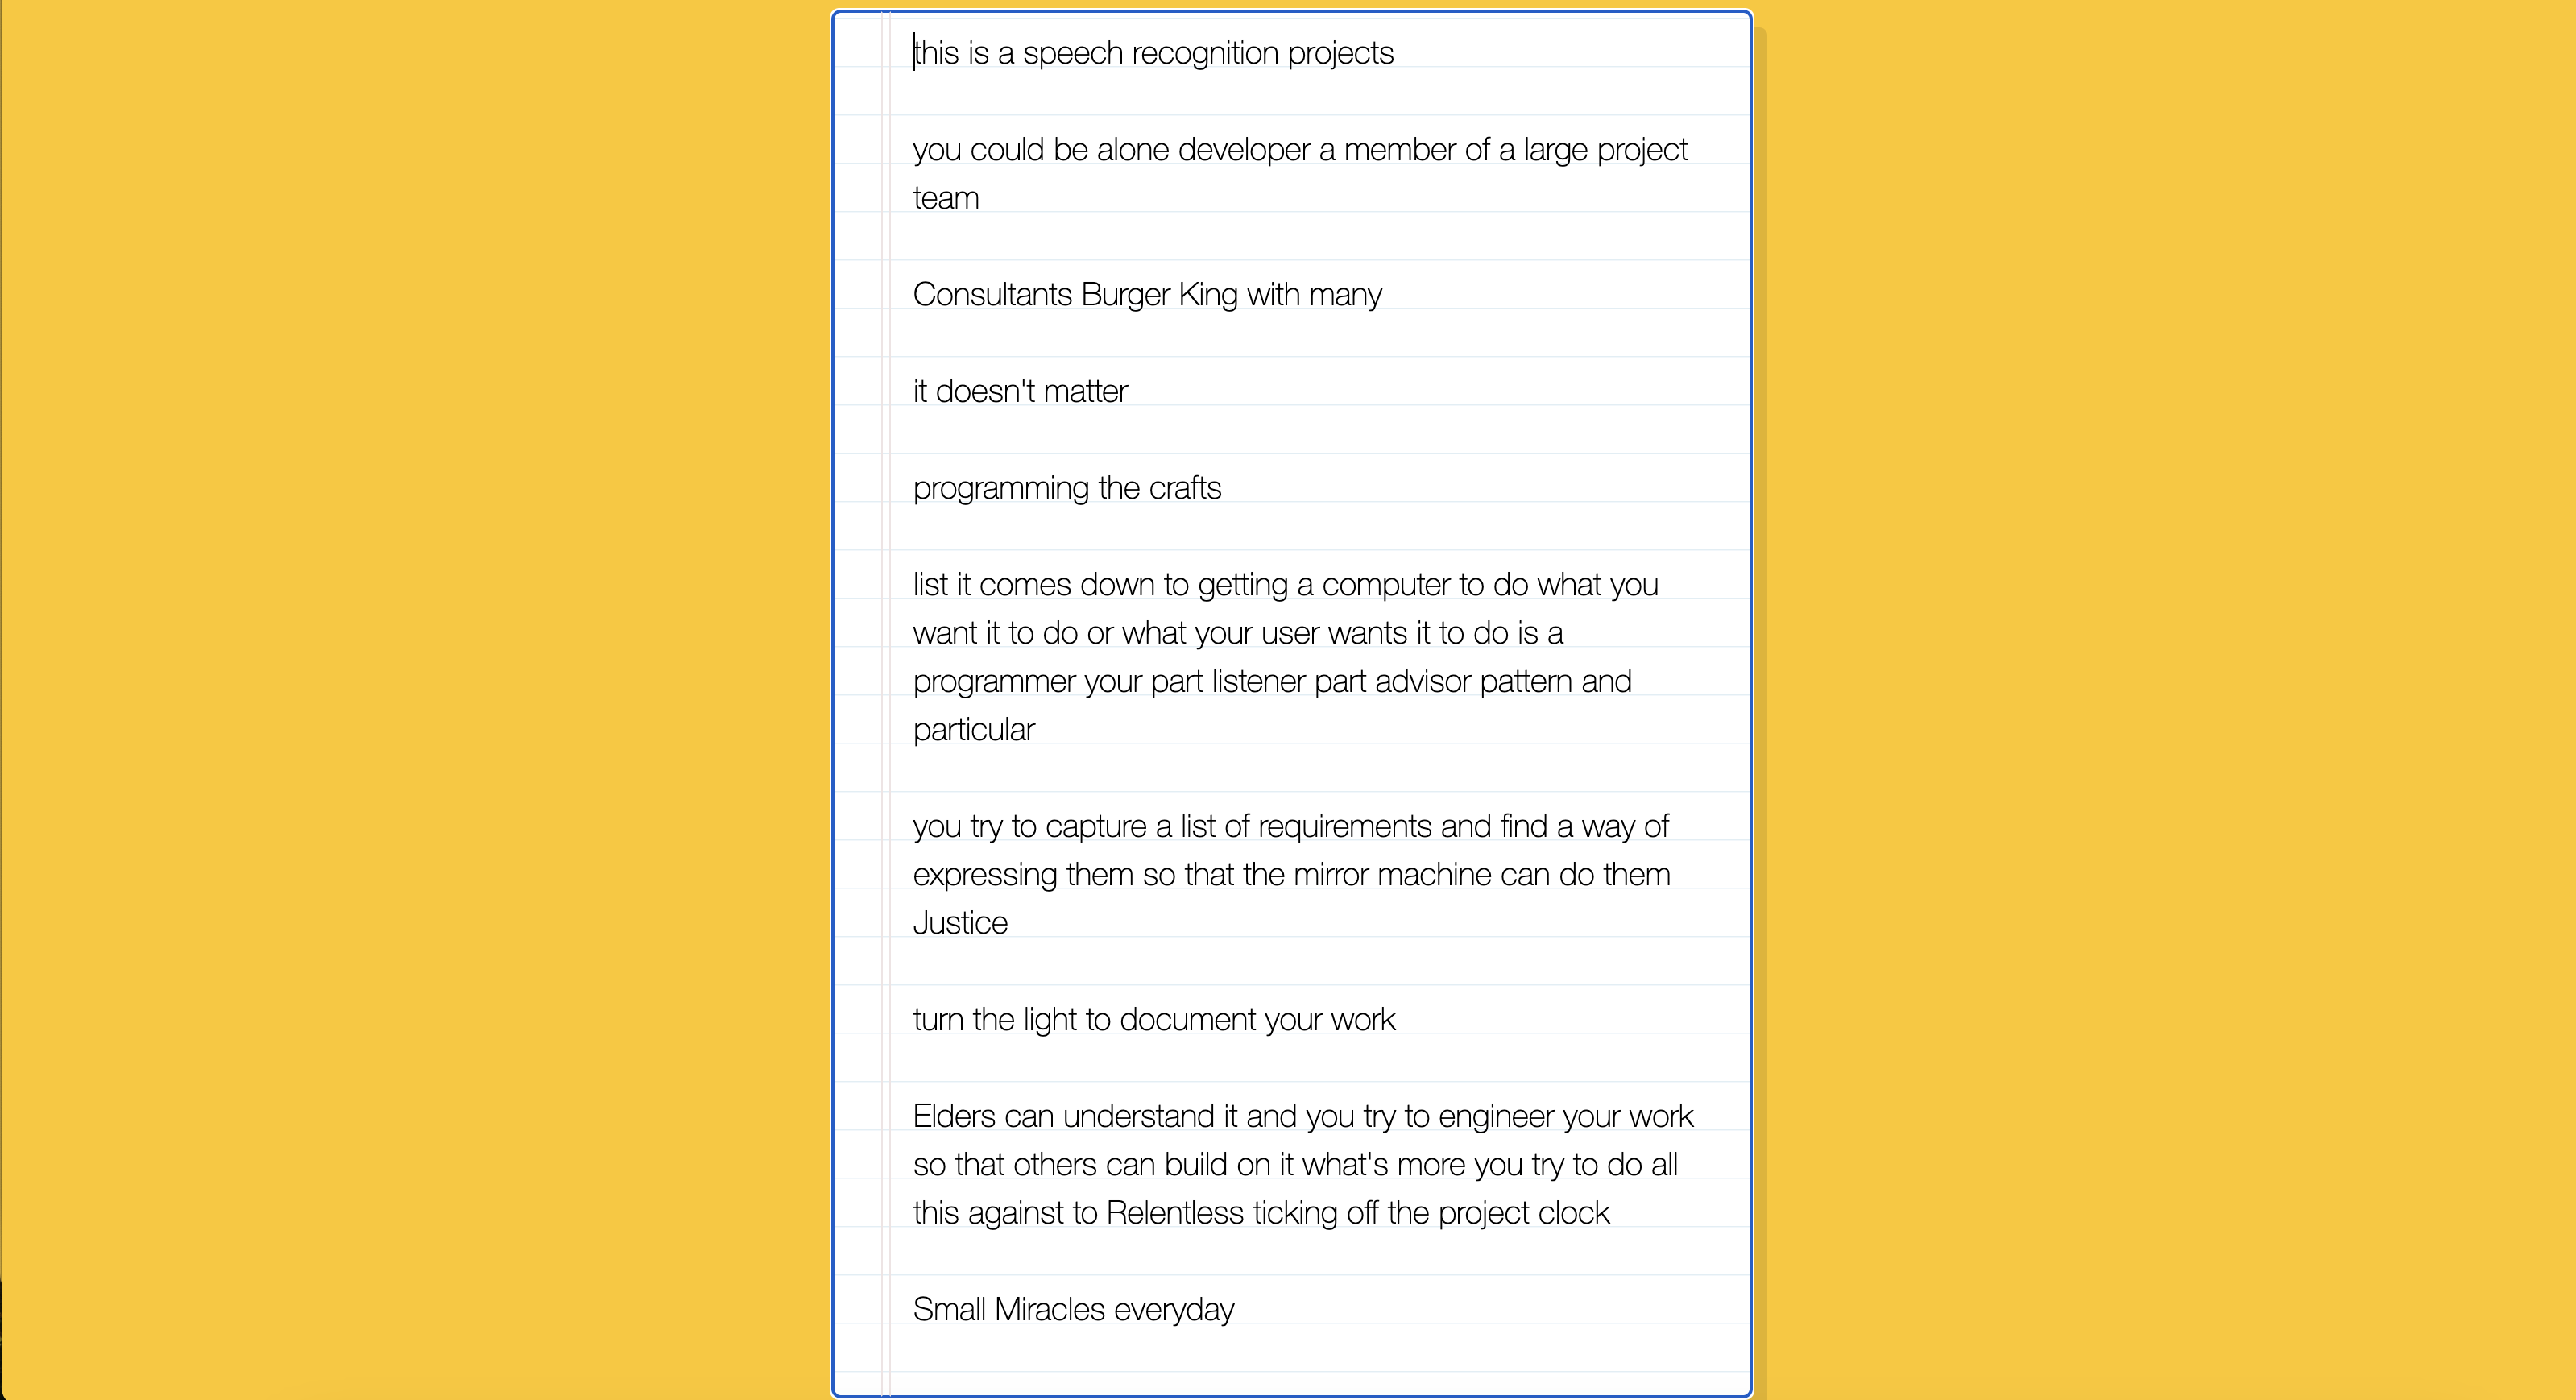 this is a speech recognition projects
you could be alone developer a member of a large project
team
Consultants Burger King with many
it doesn't matter
programming the crafts
list it comes down to getting a computer to do what you
want it to do or what your user wants it to do is a
programmer your part listener part advisor pattern and
particular
you try to capture a list of requirements and find a way of
expressing them so that the mirror machine can do them
Justice
turn the light to document your work
Elders can understand it and you try to engineer your work
so that others can build on it what's more you try to do all
this against to Relentless ticking off the project clock
Small Miracles everyday